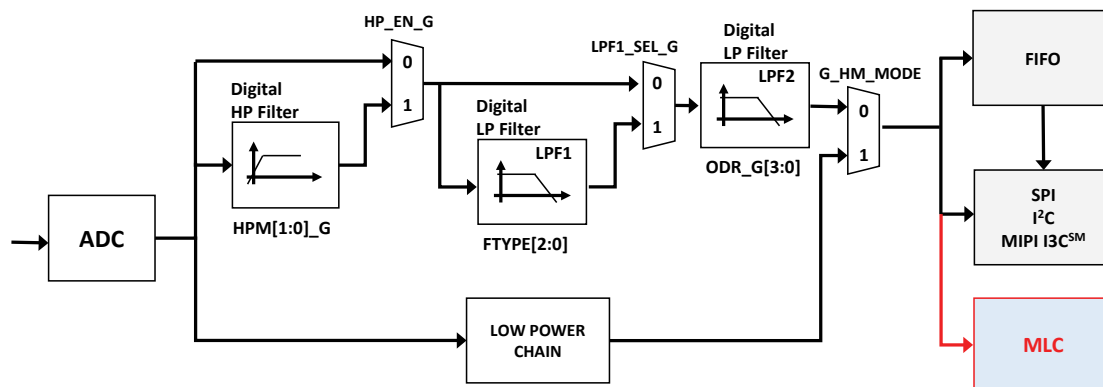 HP_EN_G
0
1
Digital
HP Filter
HPM[1:0]_G
ADC
Digital
LP Filter
LPF1
FTYPE[2:0]
LPF1_SEL_G
0
1
Digital
LP Filter
LPF2
ODR_G[3:0]
G_HM_MODE
0
1
LOW POWER
CHAIN
FIFO
SPI
I²C
MIPI I3Cˢᴹ
MLC